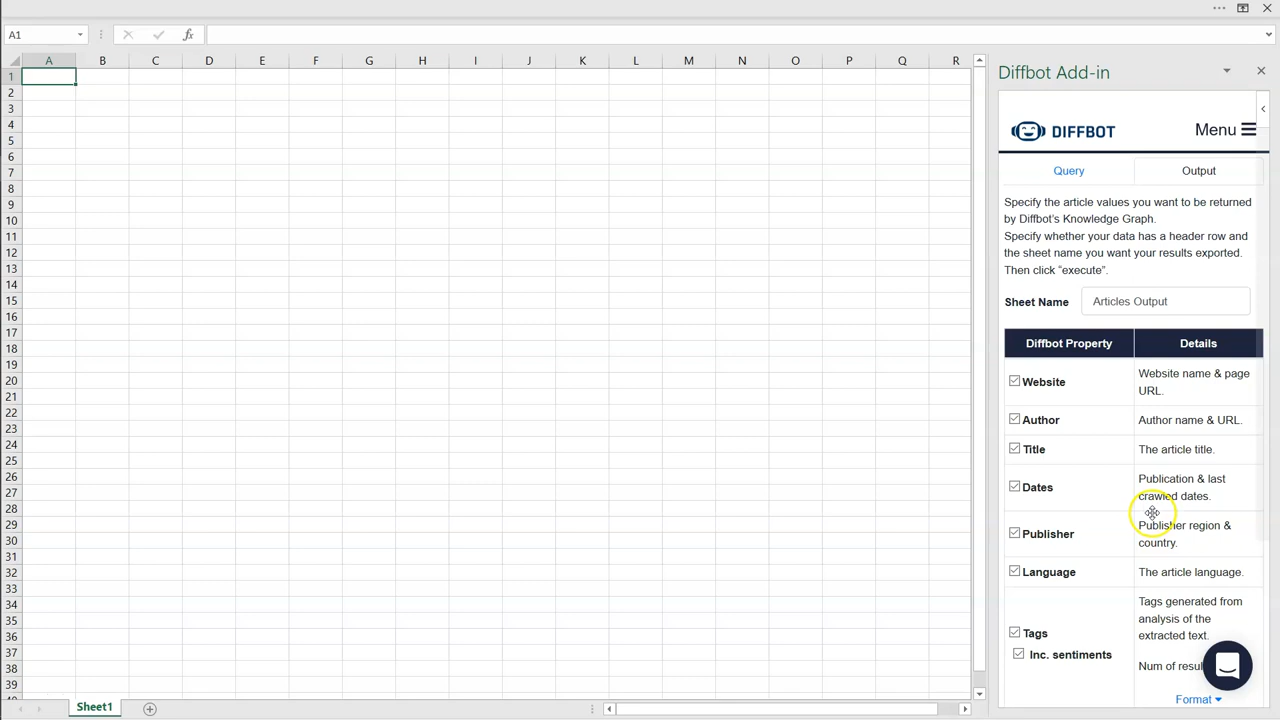 A1
fx
A B C D E F G H I J K L M N O P Q R
1
2
3
4
5
6
7
8
9
10
11
12
13
14
15
16
17
18
19
20
21
22
23
24
25
26
27
28
29
30
31
32
33
34
35
36
37
38
39
Sheet1
Diffbot Add-in
DIFFBOT
Menu
Query Output
Specify the article values you want to be returned
by Diffbot's Knowledge Graph.
Specify whether your data has a header row and
the sheet name you want your results exported.
Then click “execute”.
Sheet Name Articles Output
Diffbot Property Details
Website
Website name & page
URL.
Author Author name & URL.
Title The article title.
Dates
Publication & last
crawled dates.
Publisher
Publisher region &
country.
Language The article language.
Tags
Inc. sentiments
Tags generated from
analysis of the
extracted text.
Num of
Format